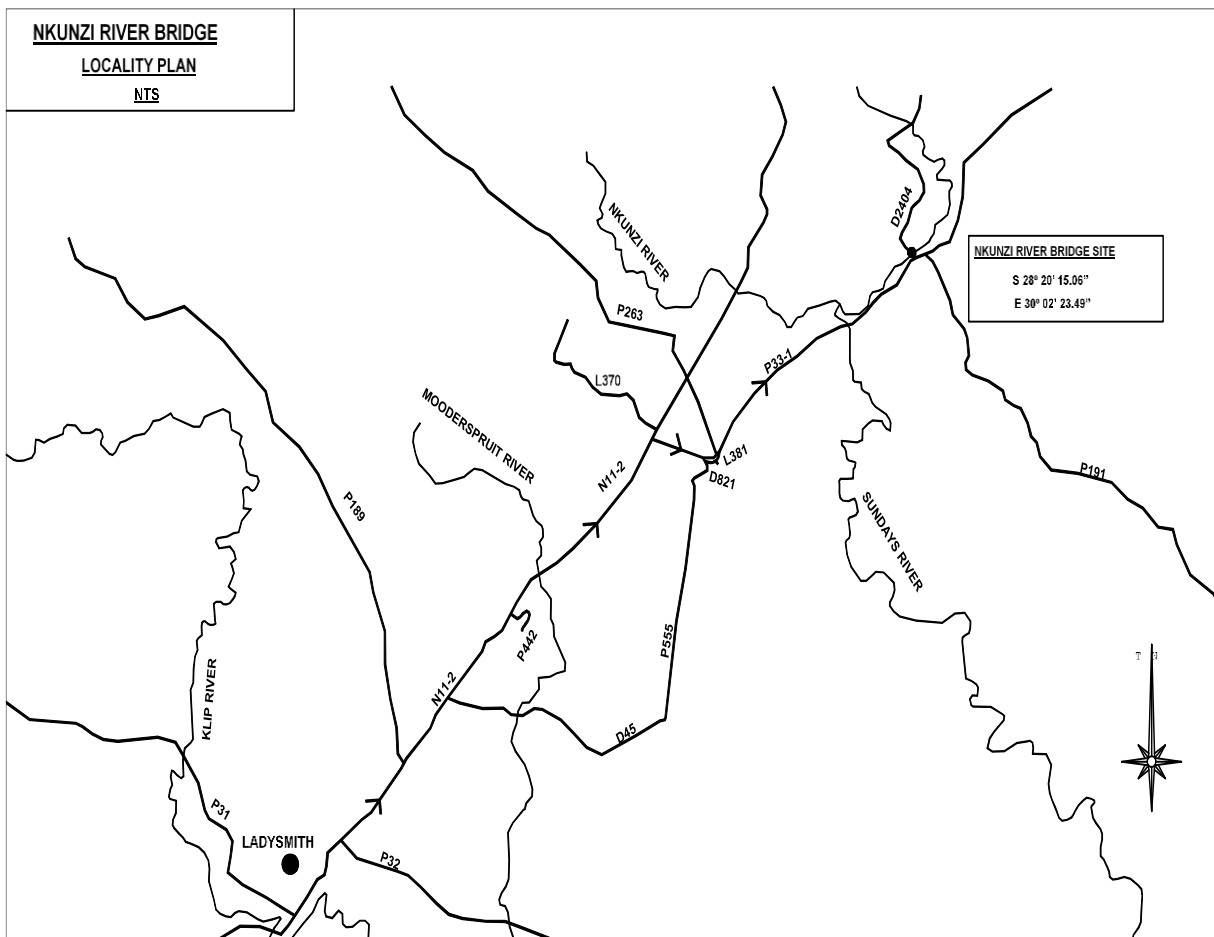 NKUNZI RIVER BRIDGE
LOCALITY PLAN
NTS
D2404
NKUNZI RIVER
NKUNZI RIVER BRIDGE SITE
S 28º 20' 15.06"
E 30º 02' 23.49"
P263
P33-1
L370
MOODERSPRUIT RIVER
L381
D821
N11-2
P191
P189
SUNDAYS RIVER
P442
P555
T N
KLIP RIVER
N11-2
D45
P31
LADYSMITH
P32